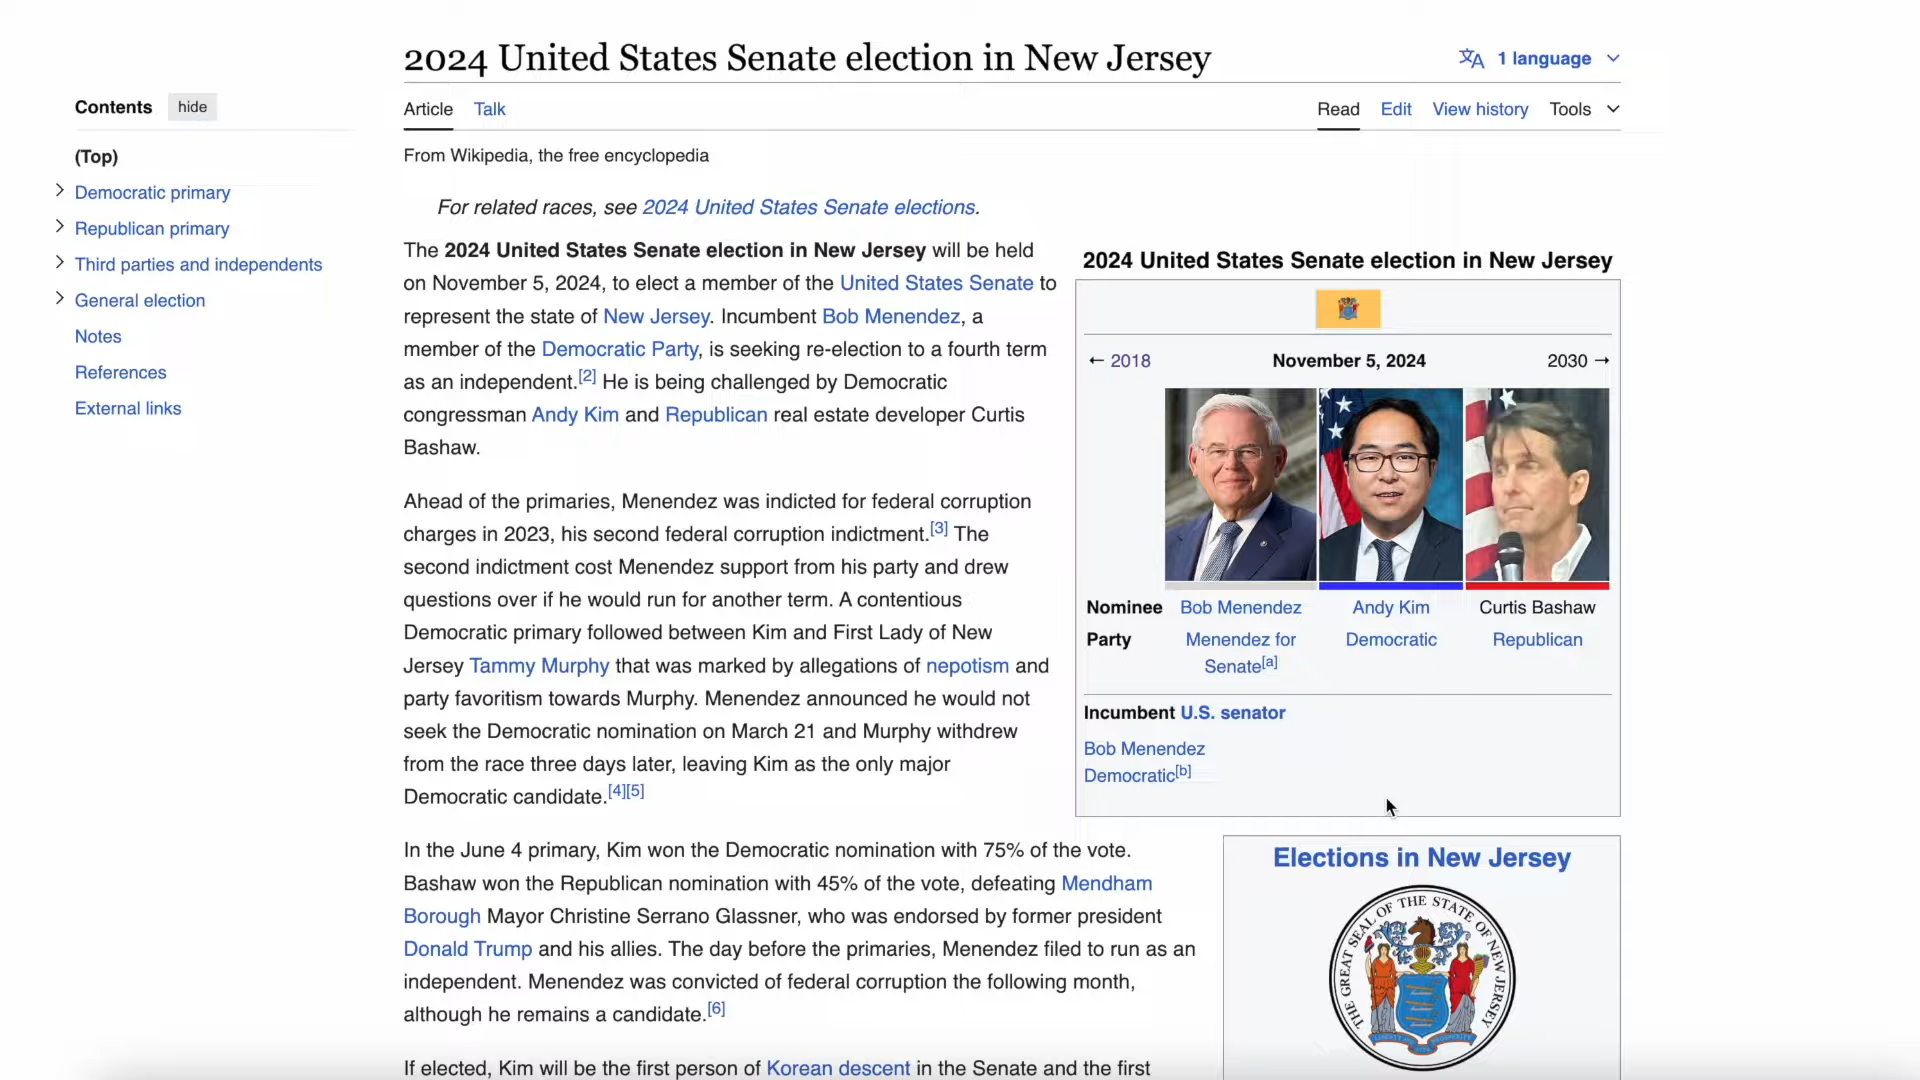 2024 United States Senate election in New Jersey
1 language
Contents hide
Article Talk
Read Edit View history Tools
(Top)
Democratic primary
Republican primary
Third parties and independents
General election
Notes
References
External links
From Wikipedia, the free encyclopedia
For related races, see 2024 United States Senate elections.
The 2024 United States Senate election in New Jersey will be held
on November 5, 2024, to elect a member of the United States Senate to
represent the state of New Jersey. Incumbent Bob Menendez, a
member of the Democratic Party, is seeking re-election to a fourth term
as an independent.[2] He is being challenged by Democratic
congressman Andy Kim and Republican real estate developer Curtis
Bashaw.
Ahead of the primaries, Menendez was indicted for federal corruption
charges in 2023, his second federal corruption indictment.[3] The
second indictment cost Menendez support from his party and drew
questions over if he would run for another term. A contentious
Democratic primary followed between Kim and First Lady of New
Jersey Tammy Murphy that was marked by allegations of nepotism and
party favoritism towards Murphy. Menendez announced he would not
seek the Democratic nomination on March 21 and Murphy withdrew
from the race three days later, leaving Kim as the only major
Democratic candidate.[4][5]
In the June 4 primary, Kim won the Democratic nomination with 75% of the vote.
Bashaw won the Republican nomination with 45% of the vote, defeating Mendham
Borough Mayor Christine Serrano Glassner, who was endorsed by former president
Donald Trump and his allies. The day before the primaries, Menendez filed to run as an
independent. Menendez was convicted of federal corruption the following month,
although he remains a candidate.[6]
If elected, Kim will be the first person of Korean descent in the Senate and the first
2024 United States Senate election in New Jersey
← 2018 November 5, 2024 2030 →
Nominee Bob Menendez Andy Kim Curtis Bashaw
Party Menendez for Democratic Republican
Senate[a]
Incumbent U.S. senator
Bob Menendez
Democratic[b]
Elections in New Jersey
THE GREAT SEAL OF THE STATE OF NEW JERSEY
LIBERTY AND PROSPERITY